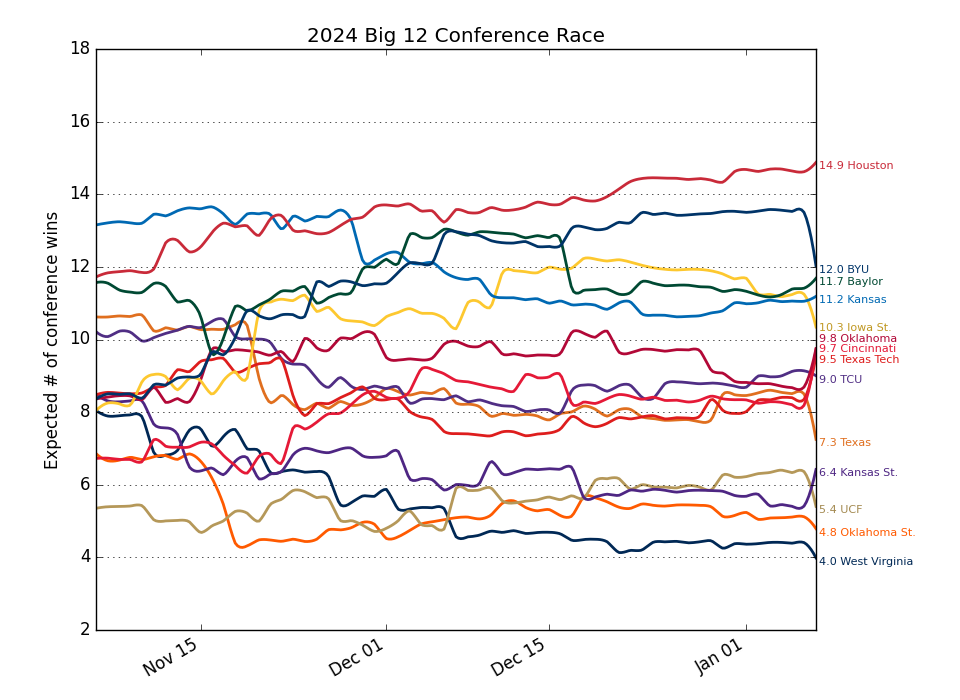 2024 Big 12 Conference Race
Expected # of conference wins
18
16
14
12
10
8
6
4
2
Nov 15
Dec 01
Dec 15
Jan 01
14.9 Houston
12.0 BYU
11.7 Baylor
11.2 Kansas
10.3 Iowa St.
9.8 Oklahoma
9.7 Cincinnati
9.5 Texas Tech
9.0 TCU
7.3 Texas
6.4 Kansas St.
5.4 UCF
4.8 Oklahoma St.
4.0 West Virginia